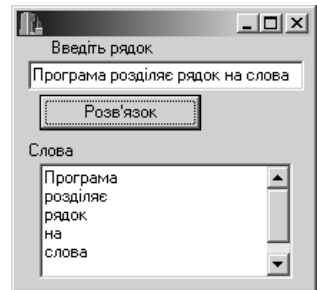 Введіть рядок
Програма розділяє рядок на слова
Розв'язок
Слова
Програма
розділяє
рядок
на
слова